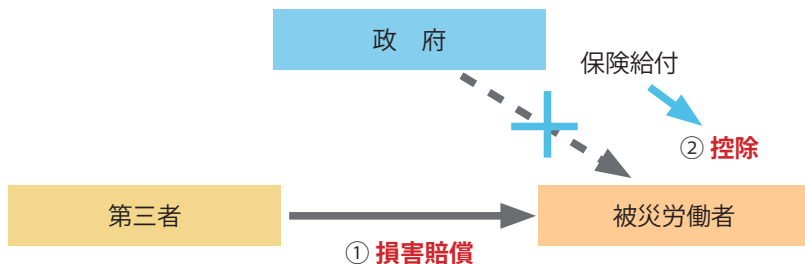 政　府
保険給付
② 控除
第三者
被災労働者
① 損害賠償